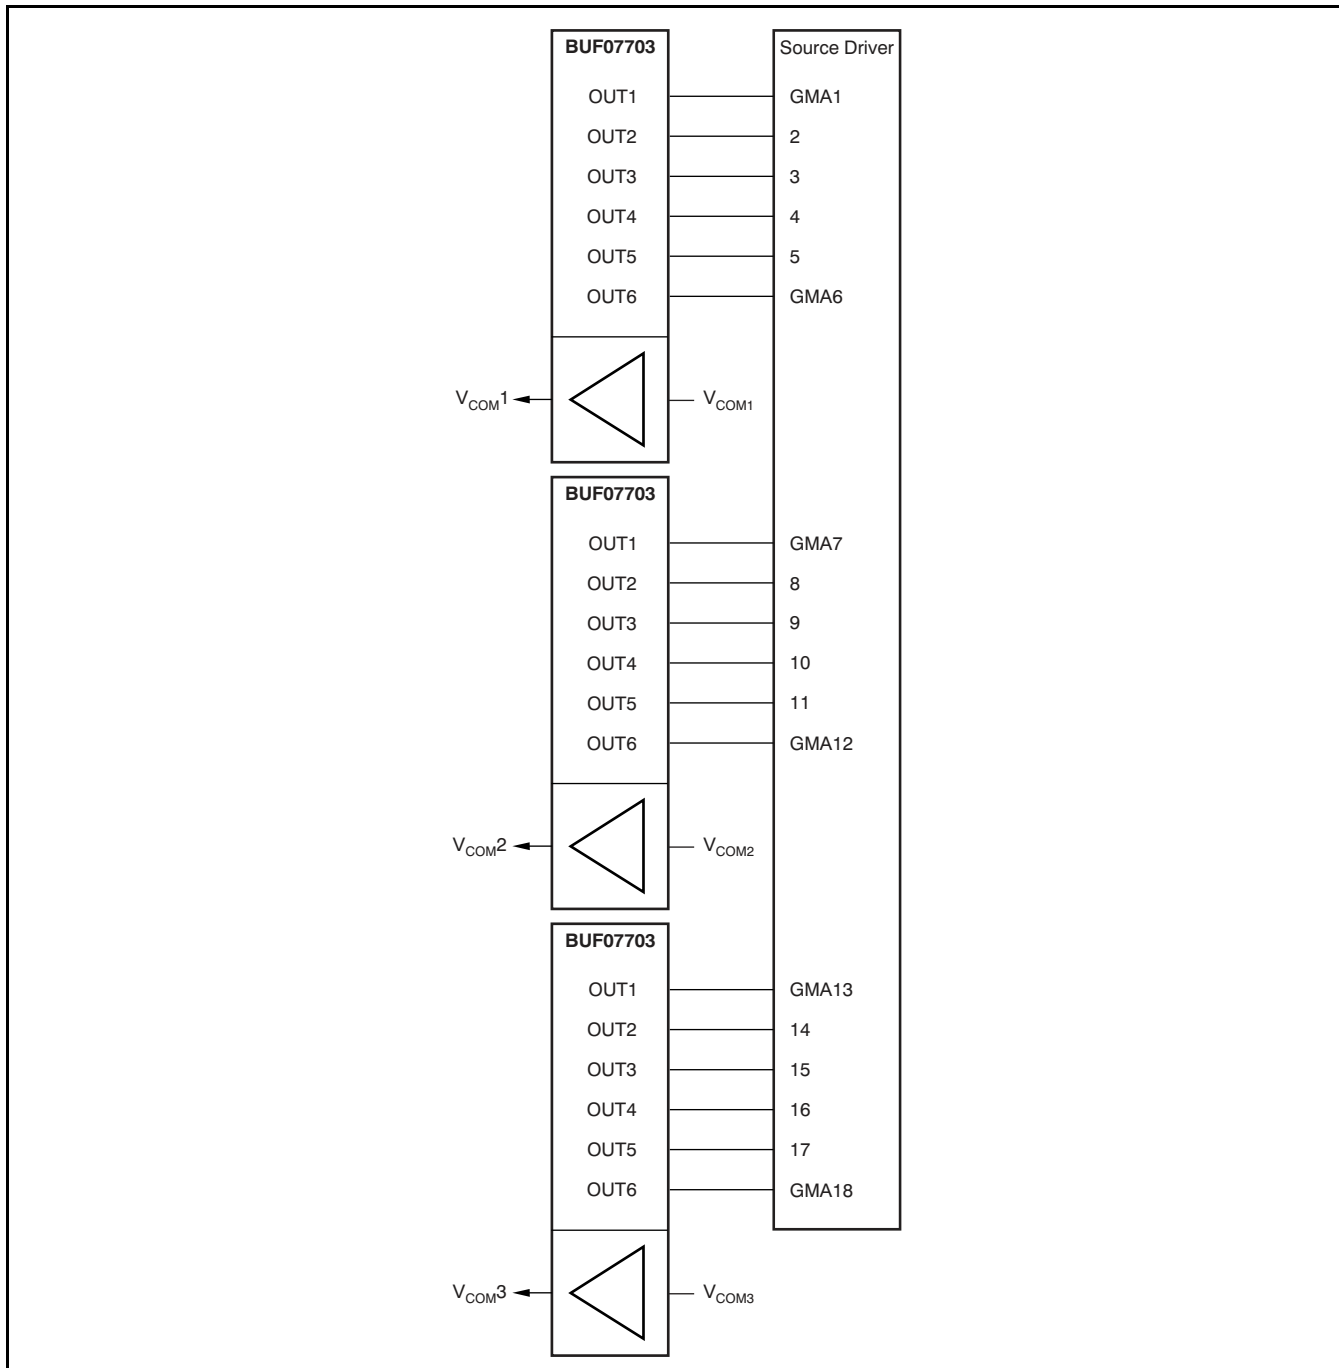 BUF07703 Source Driver
OUT1 GMA1
OUT2 2
OUT3 3
OUT4 4
OUT5 5
OUT6 GMA6
VCOM1 VCOM1
BUF07703
OUT1 GMA7
OUT2 8
OUT3 9
OUT4 10
OUT5 11
OUT6 GMA12
VCOM2 VCOM2
BUF07703
OUT1 GMA13
OUT2 14
OUT3 15
OUT4 16
OUT5 17
OUT6 GMA18
VCOM3 VCOM3